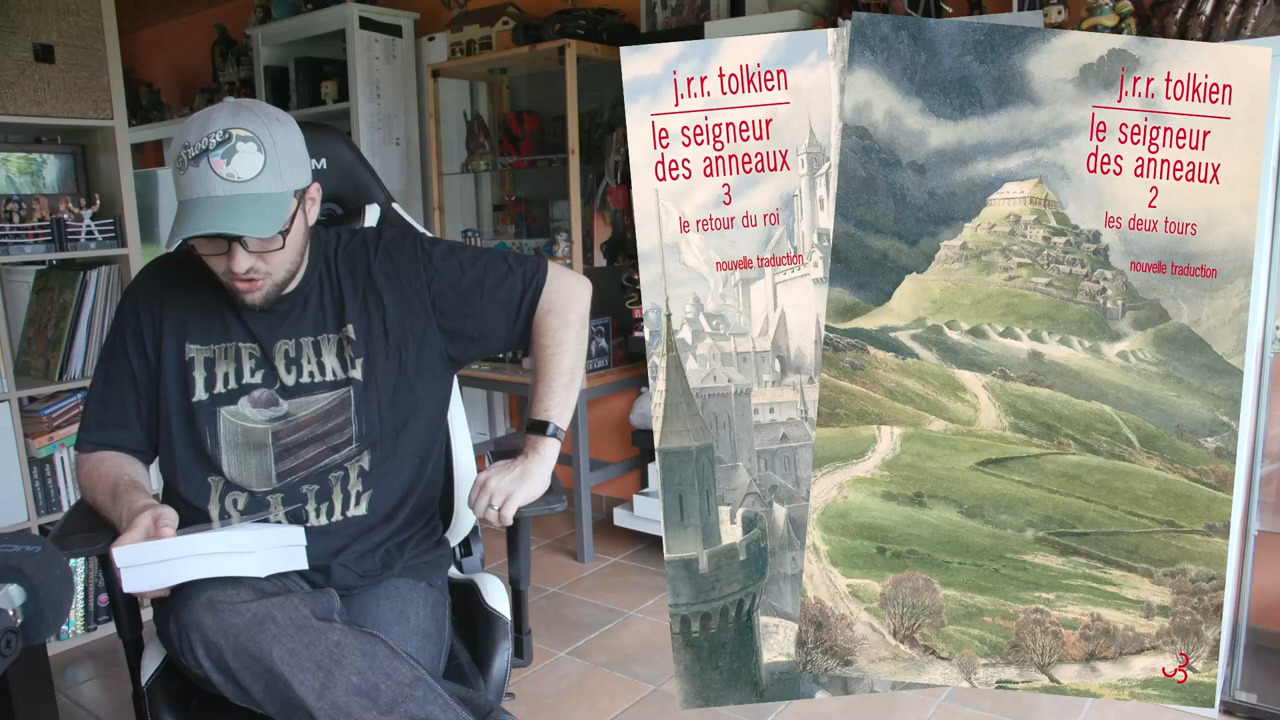 Snooze
THE CAKE
IS A LIE
j.r.r. tolkien
le seigneur
des anneaux
3
le retour du roi
nouvelle traduction
j.r.r. tolkien
le seigneur
des anneaux
2
les deux tours
nouvelle traduction